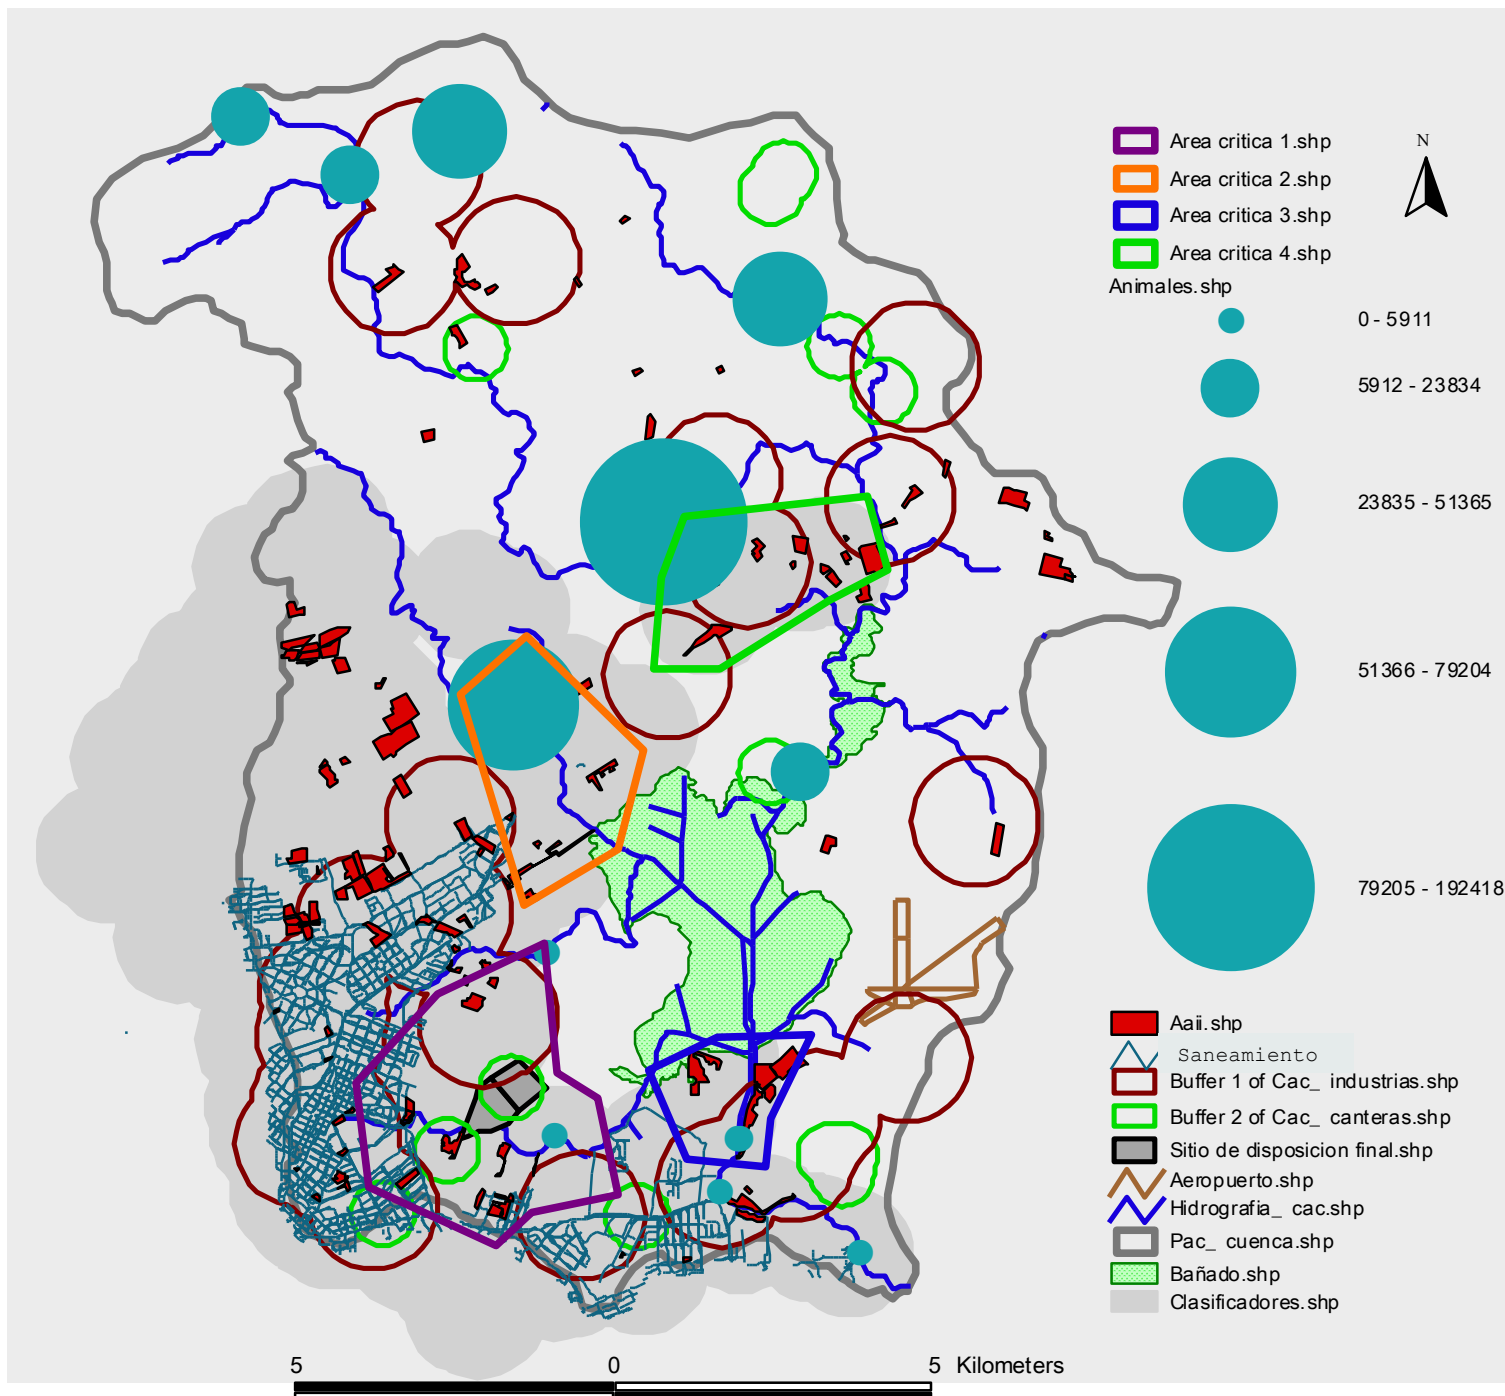 N
Area critica 1.shp
Area critica 2.shp
Area critica 3.shp
Area critica 4.shp
Animales.shp
0 - 5911
5912 - 23834
23835 - 51365
51366 - 79204
79205 - 192418
Aaii.shp
Saneamiento
Buffer 1 of Cac_ industrias.shp
Buffer 2 of Cac_ canteras.shp
Sitio de disposicion final.shp
Aeropuerto.shp
Hidrografia_ cac.shp
Pac_ cuenca.shp
Bañado.shp
Clasificadores.shp
5 0 5 Kilometers